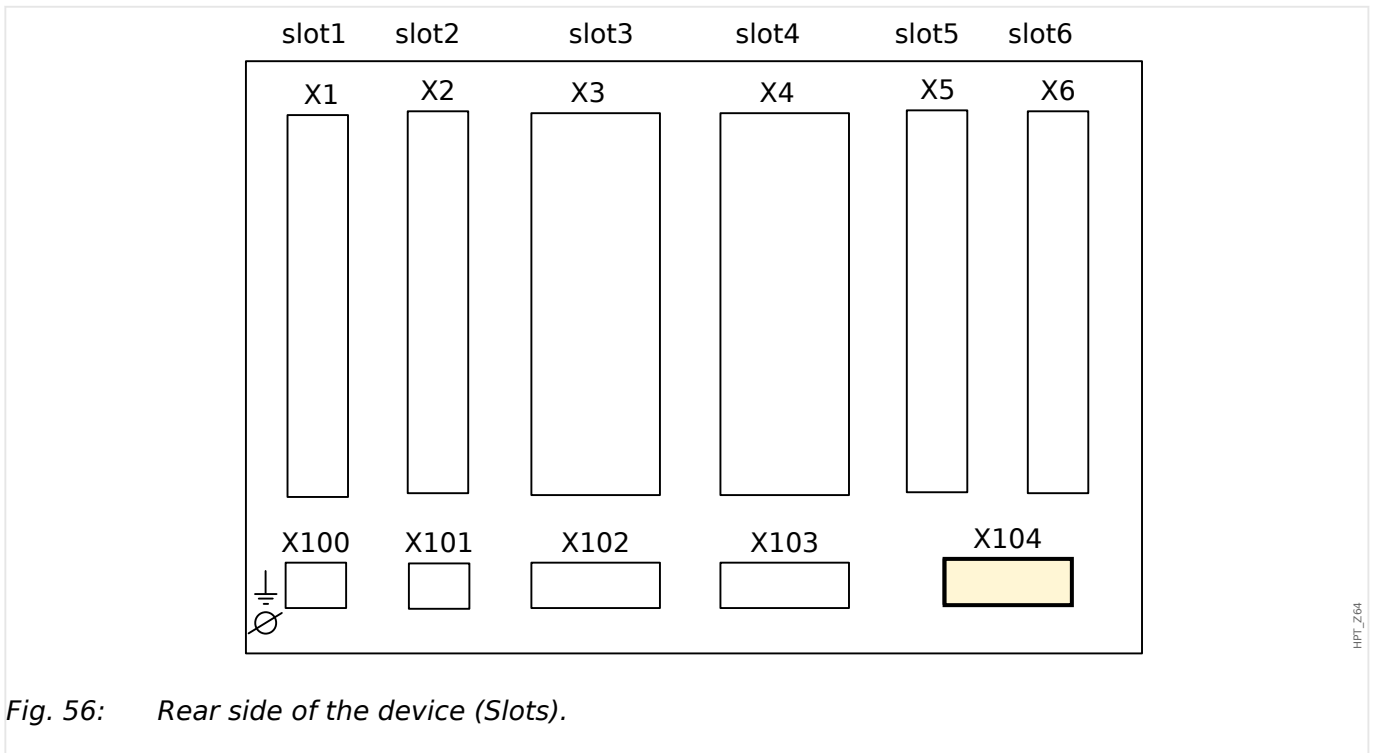 slot1 slot2 slot3 slot4 slot5 slot6
X1 X2 X3 X4 X5 X6
X100 X101 X102 X103 X104
HPT_Z64
Fig. 56: Rear side of the device (Slots).